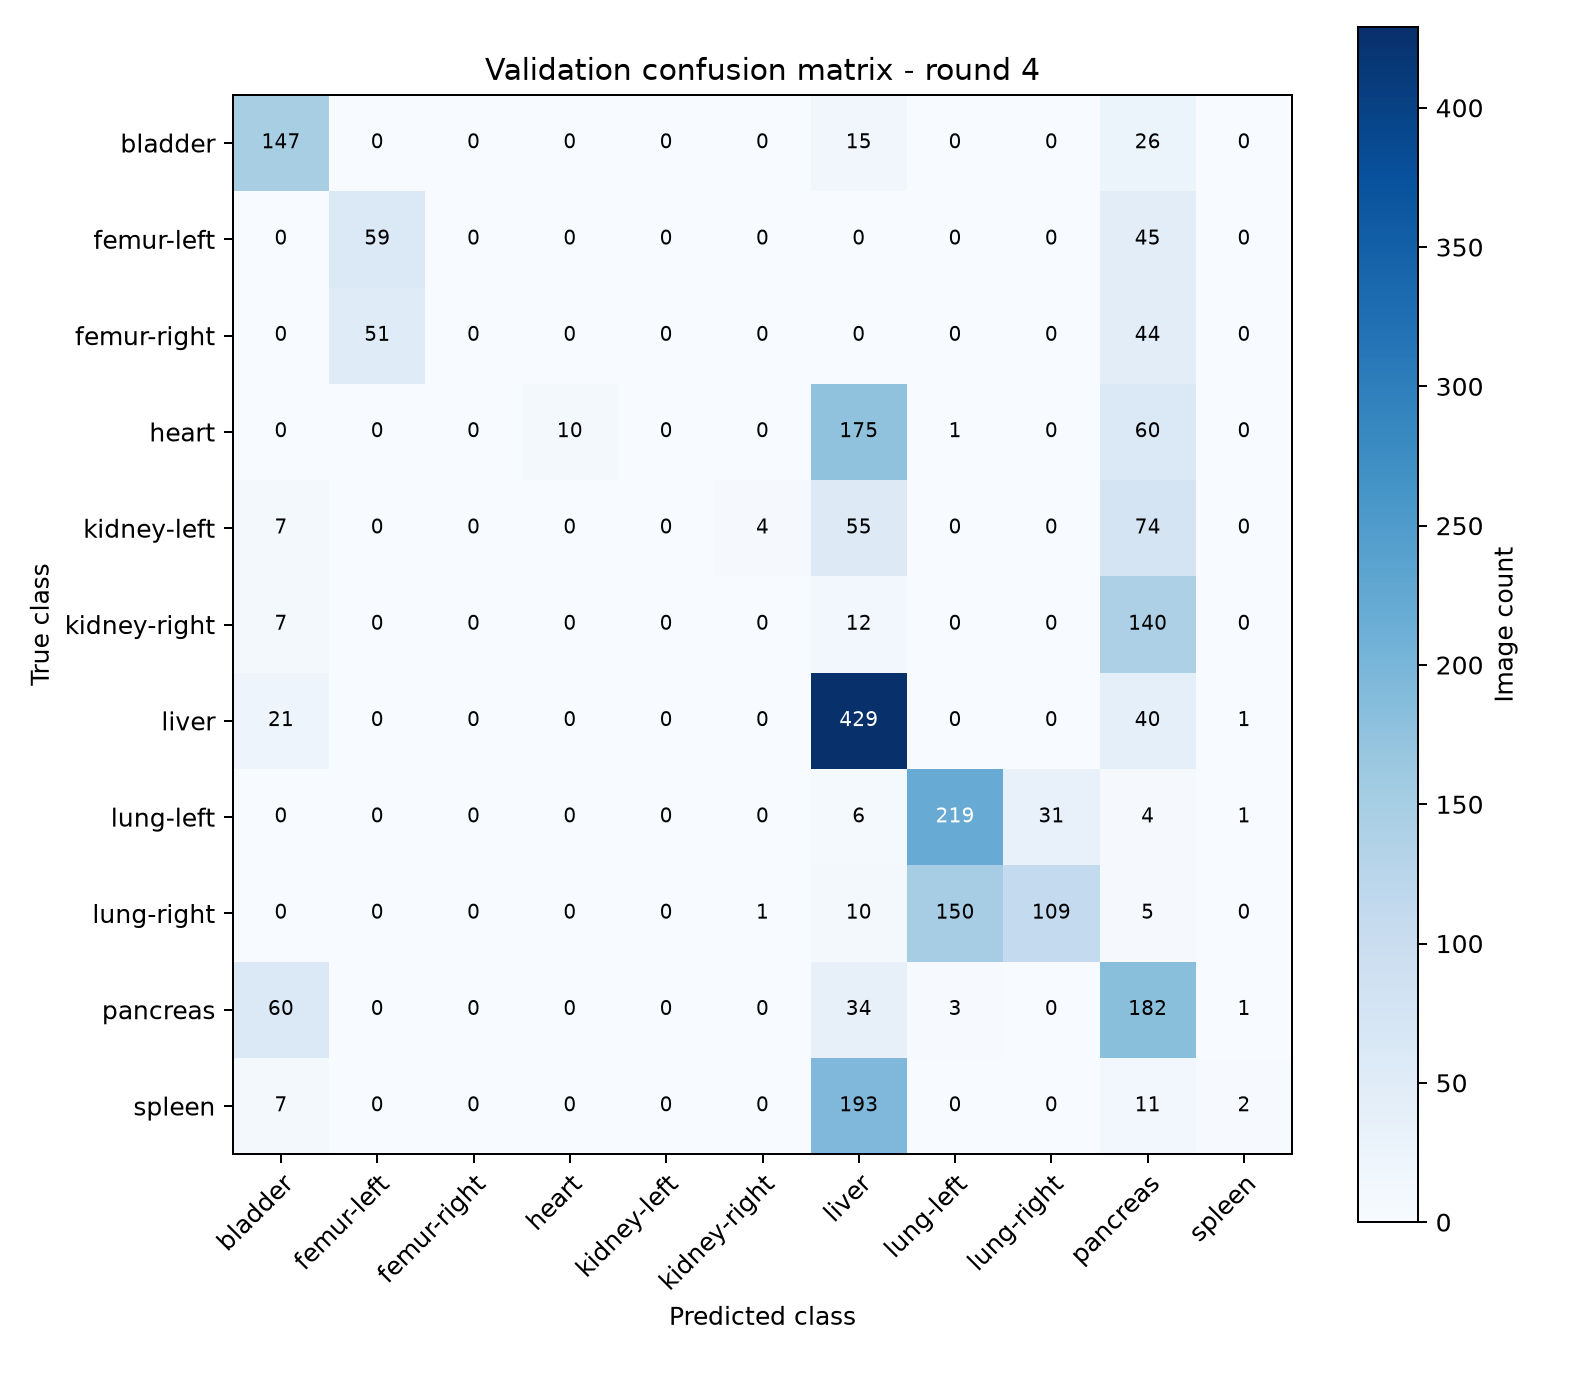 Validation confusion matrix - round 4
True class
bladder 147 0 0 0 0 0 15 0 0 26 0
femur-left 0 59 0 0 0 0 0 0 0 45 0
femur-right 0 51 0 0 0 0 0 0 0 44 0
heart 0 0 0 10 0 0 175 1 0 60 0
kidney-left 7 0 0 0 0 4 55 0 0 74 0
kidney-right 7 0 0 0 0 0 12 0 0 140 0
liver 21 0 0 0 0 0 429 0 0 40 1
lung-left 0 0 0 0 0 0 6 219 31 4 1
lung-right 0 0 0 0 0 1 10 150 109 5 0
pancreas 60 0 0 0 0 0 34 3 0 182 1
spleen 7 0 0 0 0 0 193 0 0 11 2
bladder femur-left femur-right heart kidney-left kidney-right liver lung-left lung-right pancreas spleen
Predicted class
400
350
300
250
200
150
100
50
0
Image count